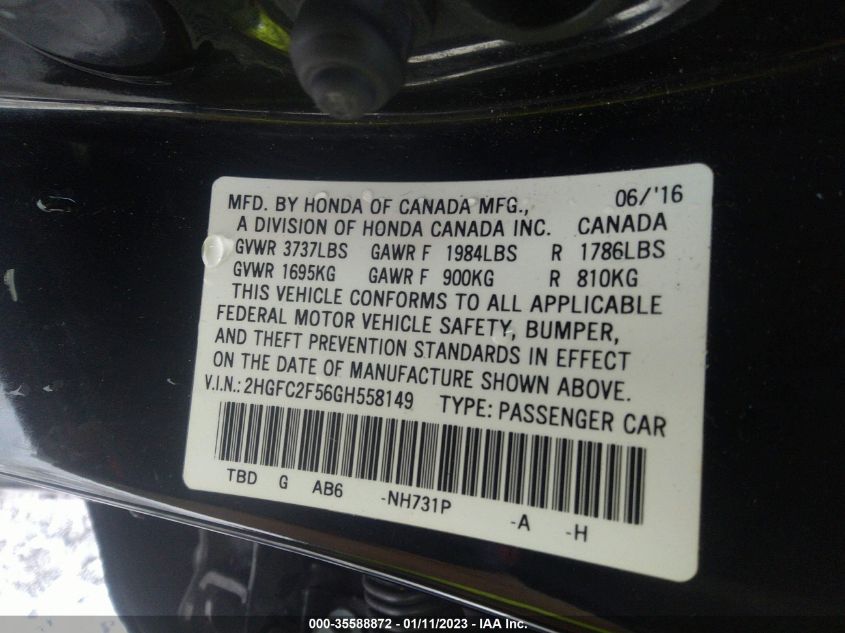 MFD. BY HONDA OF CANADA MFG., 06/'16
A DIVISION OF HONDA CANADA INC. CANADA
GVWR 3737LBS GAWR F 1984LBS R 1786LBS
GVWR 1695KG GAWR F 900KG R 810KG
THIS VEHICLE CONFORMS TO ALL APPLICABLE
FEDERAL MOTOR VEHICLE SAFETY, BUMPER,
AND THEFT PREVENTION STANDARDS IN EFFECT
ON THE DATE OF MANUFACTURE SHOWN ABOVE.
V.I.N.: 2HGFC2F56GH558149 TYPE: PASSENGER CAR
TBD G AB6 -NH731P -A -H
000-35588872 - 01/11/2023 - IAA Inc.